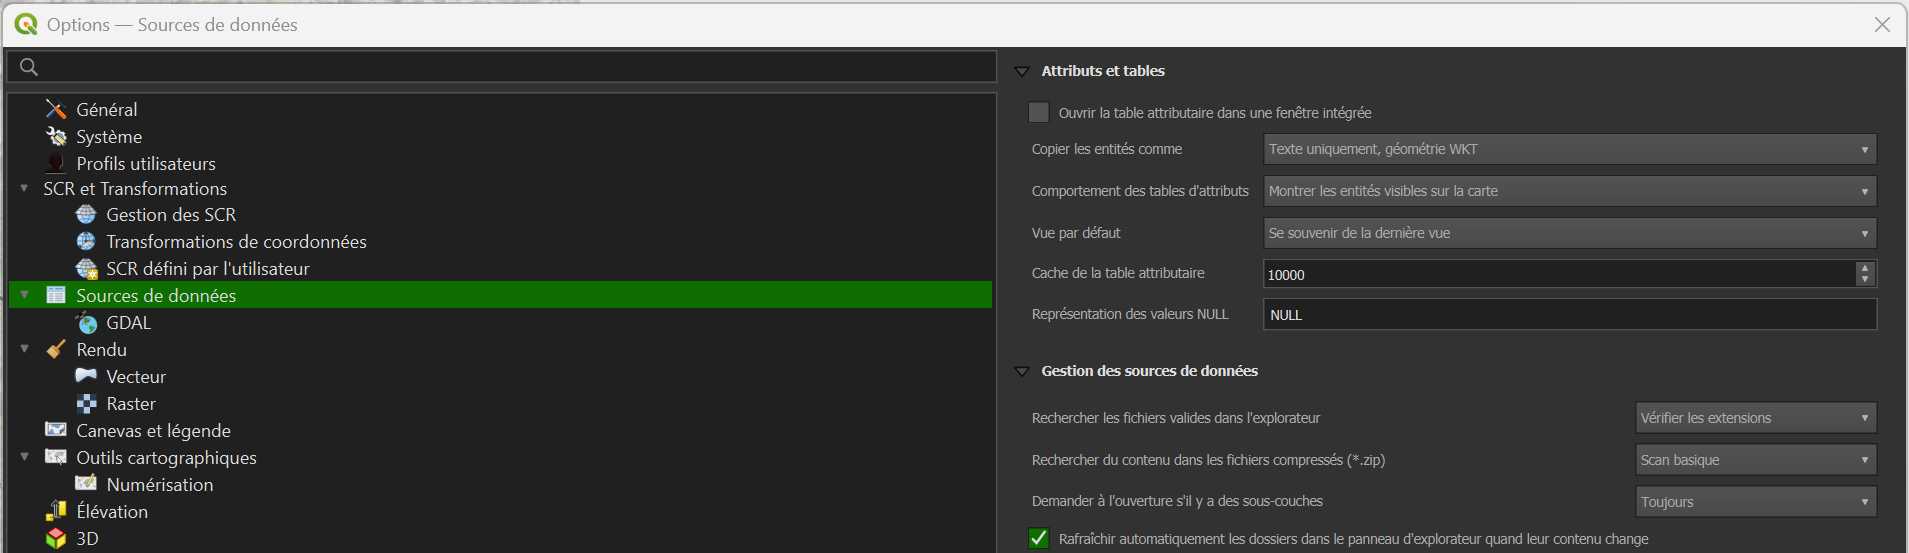 Options — Sources de données
Général
Système
Profils utilisateurs
SCR et Transformations
Gestion des SCR
Transformations de coordonnées
SCR défini par l'utilisateur
Sources de données
GDAL
Rendu
Vecteur
Raster
Canevas et légende
Outils cartographiques
Numérisation
Élévation
3D
Attributs et tables
Ouvrir la table attributaire dans une fenêtre intégrée
Copier les entités comme Texte uniquement, géométrie WKT
Comportement des tables d'attributs Montrer les entités visibles sur la carte
Vue par défaut Se souvenir de la dernière vue
Cache de la table attributaire 10000
Représentation des valeurs NULL NULL
Gestion des sources de données
Rechercher les fichiers valides dans l'explorateur Vérifier les extensions
Rechercher du contenu dans les fichiers compressés (*.zip) Scan basique
Demander à l'ouverture s'il y a des sous-couches Toujours
Rafraîchir automatiquement les dossiers dans le panneau d'explorateur quand leur contenu change